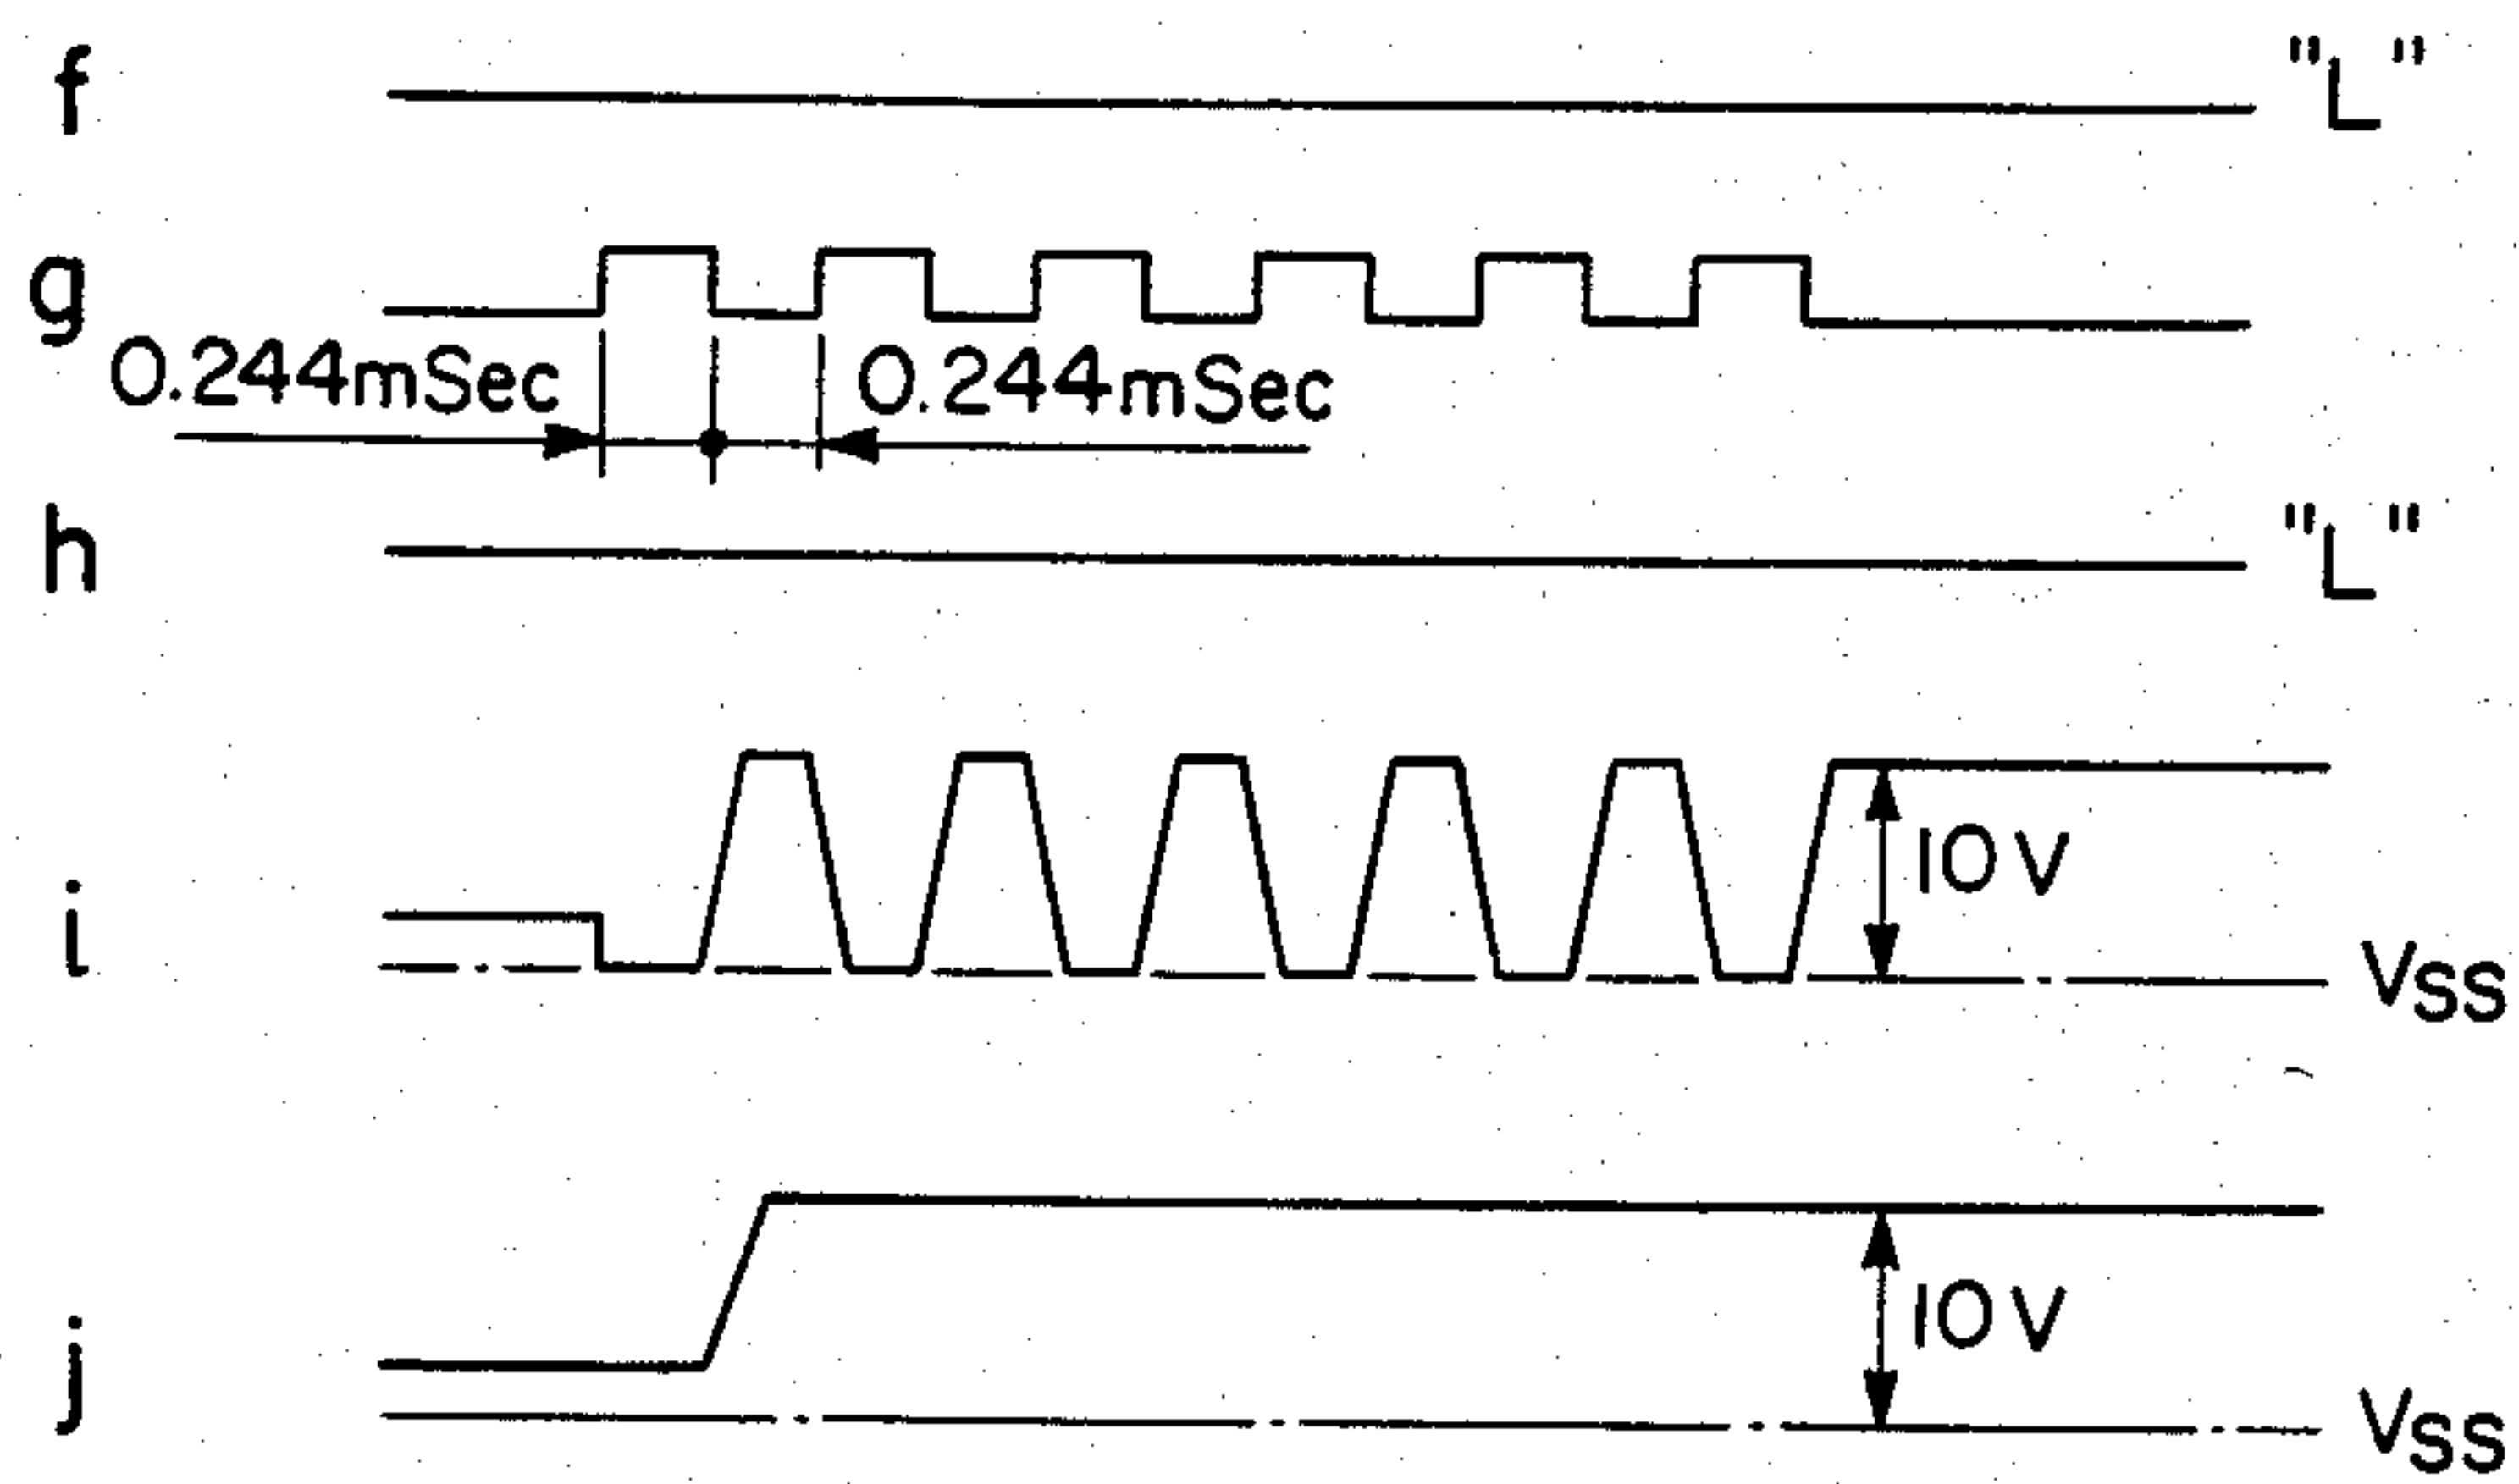 f "L"
g
0.244mSec 0.244mSec
h "L"
10V
i VSS
10V
j VSS